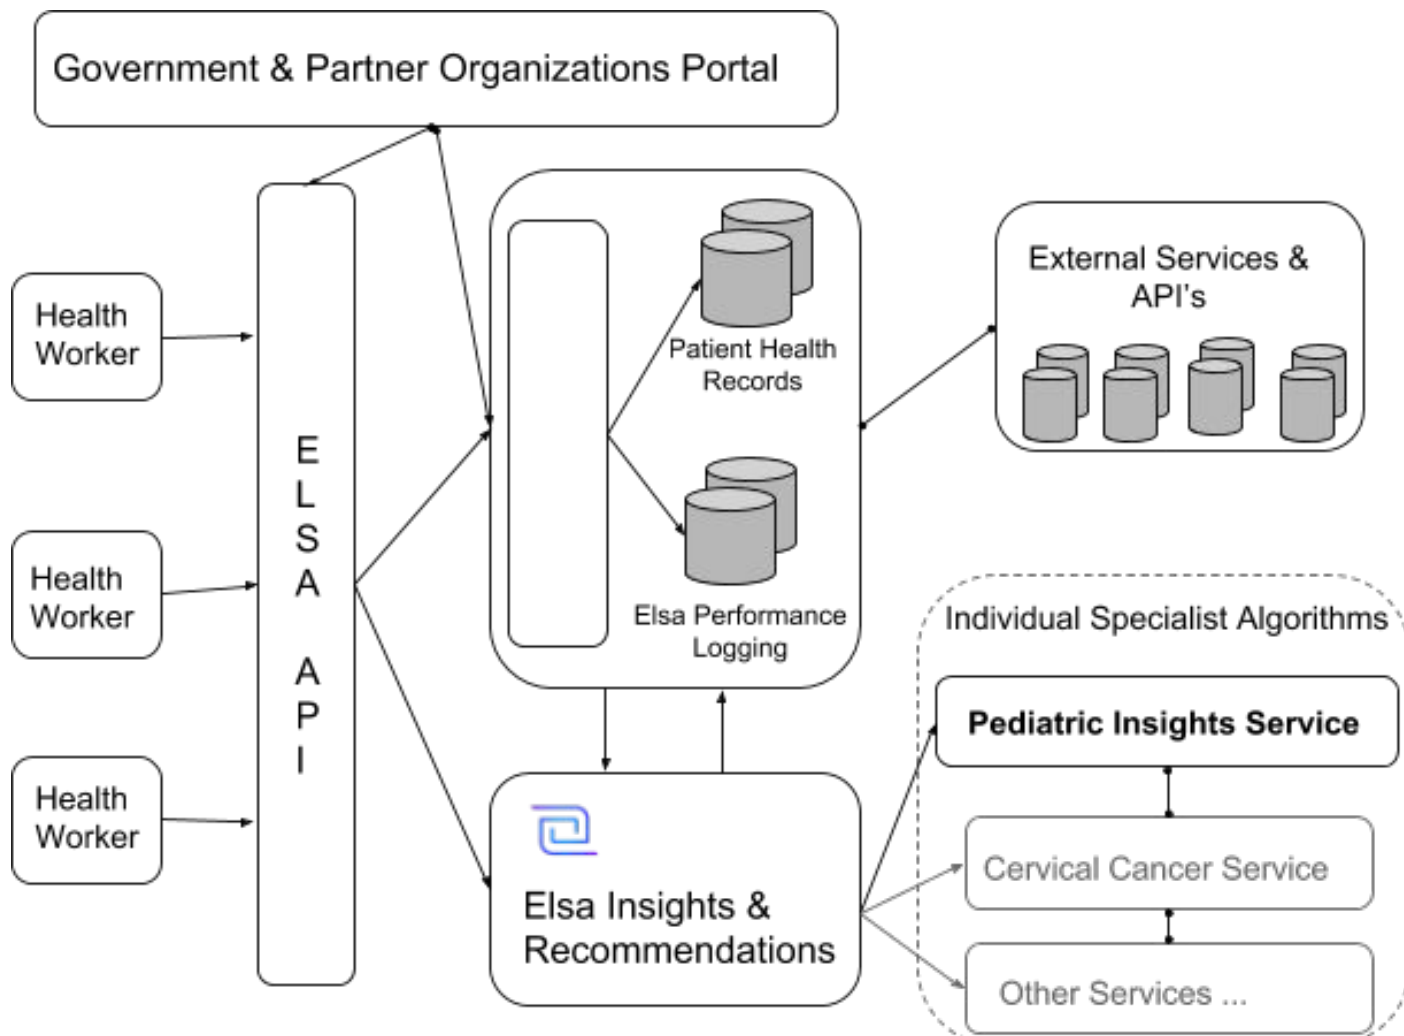 Government & Partner Organizations Portal
Health
Worker
Health
Worker
Health
Worker
E
L
S
A
A
P
I
Patient Health
Records
Elsa Performance
Logging
External Services &
API's
Elsa Insights &
Recommendations
Individual Specialist Algorithms
Pediatric Insights Service
Cervical Cancer Service
Other Services ...